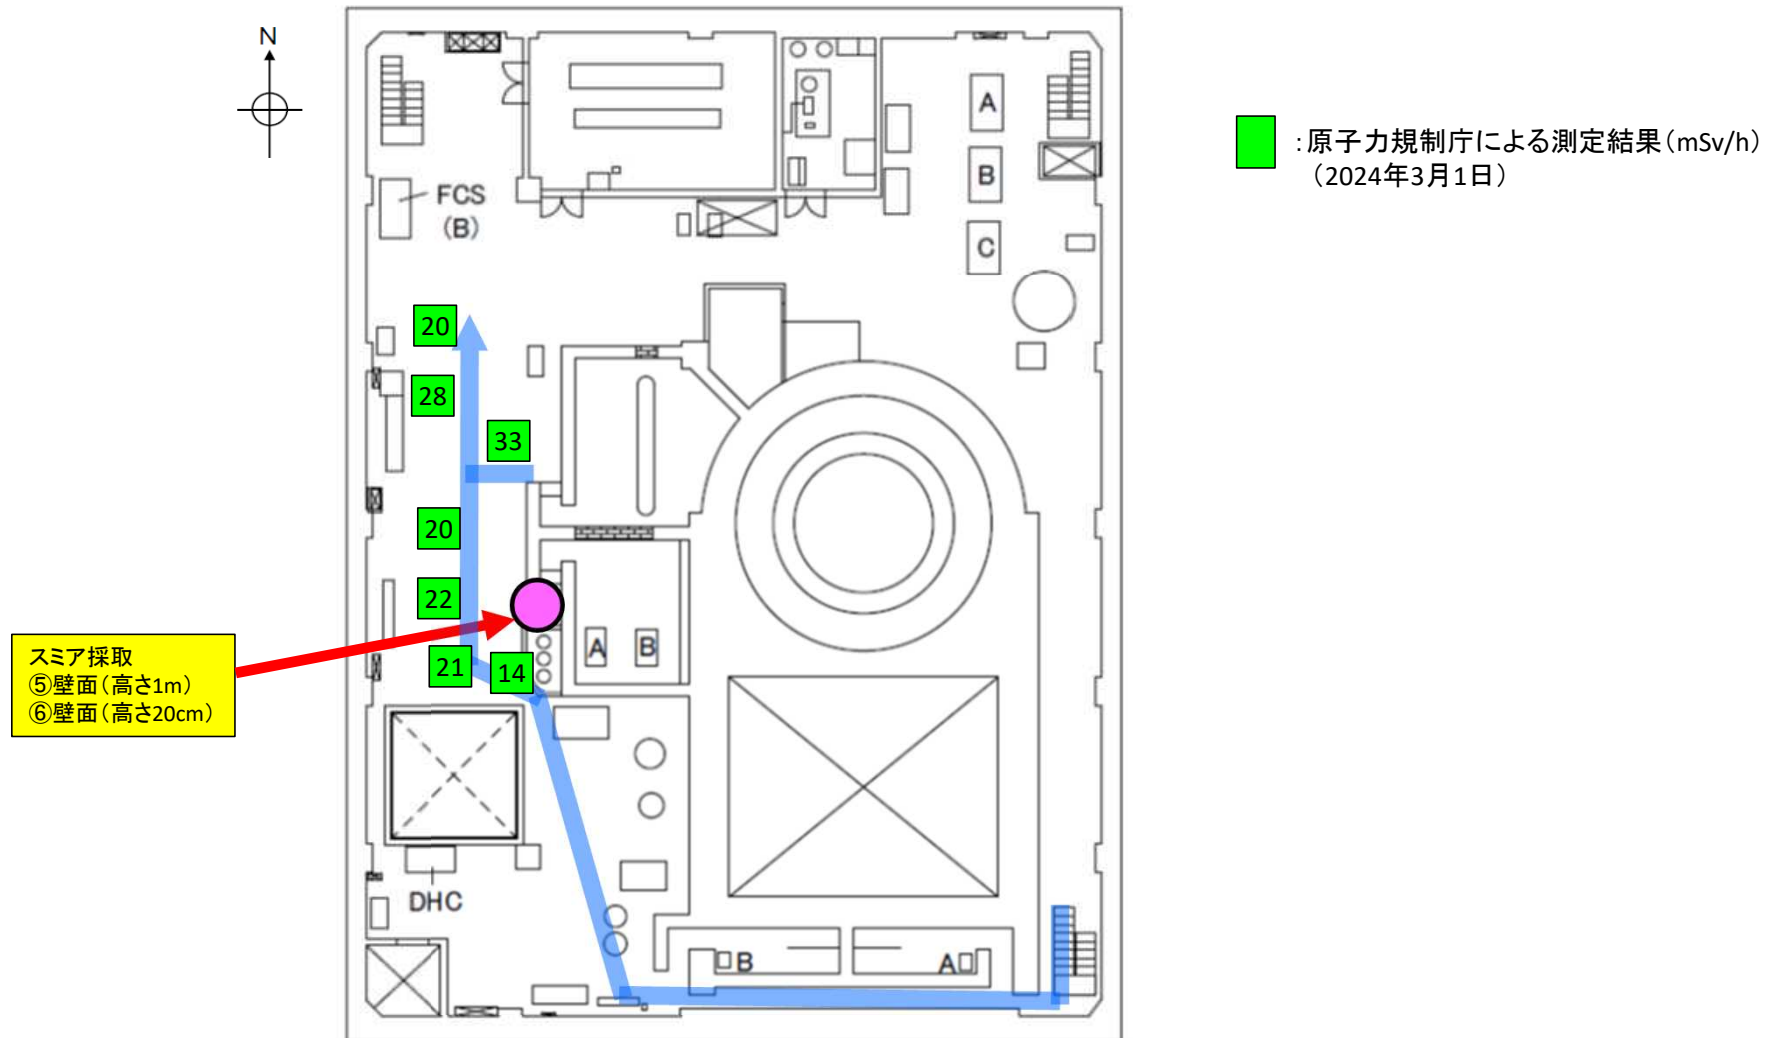 N
:原子力規制庁による測定結果(mSv/h)
(2024年3月1日)
A
B
C
FCS
(B)
20
28
33
20
22
21
14
スミア採取
⑤壁面(高さ1m)
⑥壁面(高さ20cm)
A
B
DHC
B
A